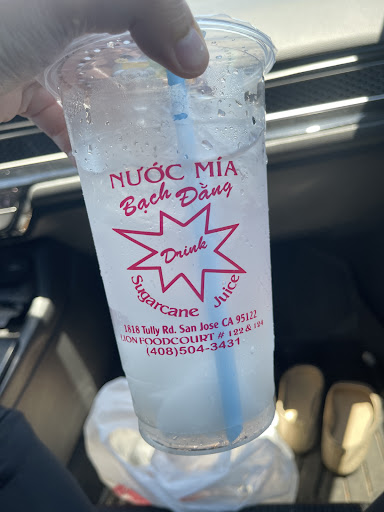 NƯỚC MÍA
Bạch Đằng
Drink
Sugarcane Juice
1818 Tully Rd. San Jose CA 95122
LION FOODCOURT # 122 & 124
(408)504-3431